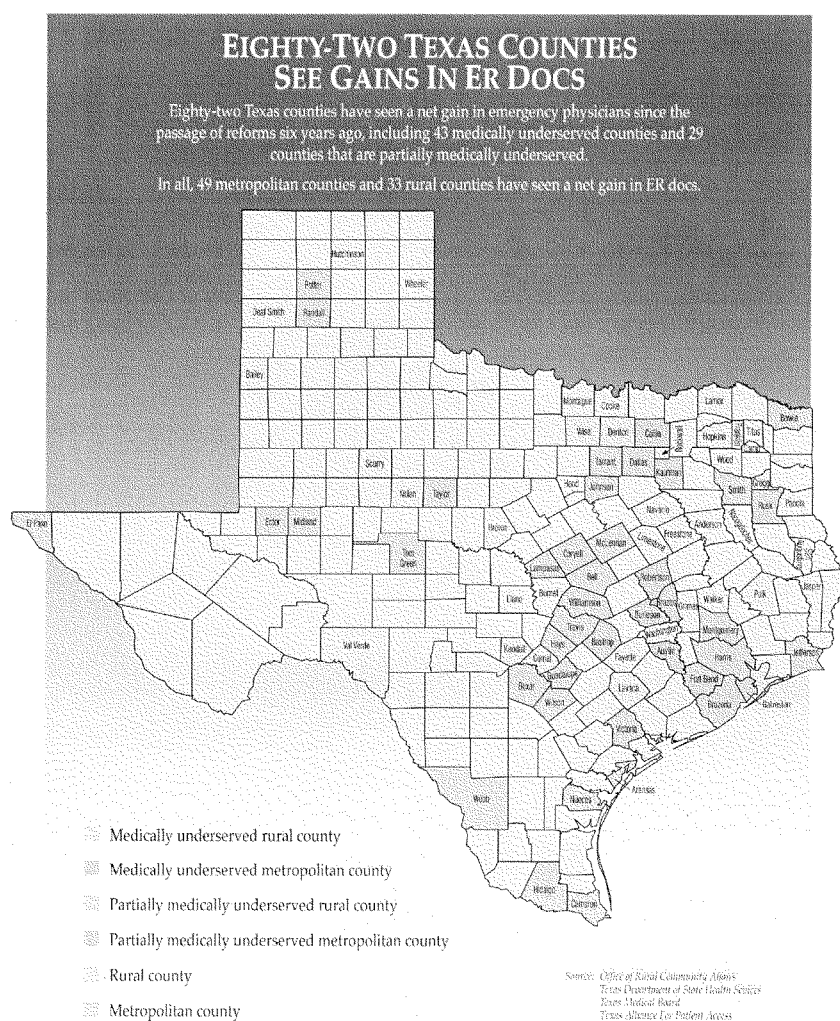 EIGHTY-TWO TEXAS COUNTIES
SEE GAINS IN ER DOCS
Eighty-two Texas counties have seen a net gain in emergency physicians since the
passage of reforms six years ago, including 43 medically underserved counties and 29
counties that are partially medically underserved.
In all, 49 metropolitan counties and 33 rural counties have seen a net gain in ER docs.
Hutchinson
Potter
Wheeler
Deaf Smith
Randall
Bailey
Montague
Cooke
Lamar
Bowie
Wise
Denton
Collin
Rockwall
Hopkins
Titus
Camp
Scurry
Tarrant
Dallas
Kaufman
Wood
Nolan
Taylor
Hood
Johnson
Smith
Gregg
Rusk
Panola
El Paso
Ector
Midland
Navarro
Anderson
Nacogdoches
Tom
Green
Brown
Coryell
McLennan
Limestone
Freestone
Lampasas
Bell
Robertson
Jasper
Llano
Burnet
Williamson
Brazos
Grimes
Walker
Polk
Burleson
Travis
Washington
Montgomery
Val Verde
Kendall
Hays
Bastrop
Austin
Harris
Jefferson
Comal
Fayette
Guadalupe
Fort Bend
Bexar
Wilson
Lavaca
Brazoria
Galveston
Victoria
Webb
Aransas
Nueces
Hidalgo
Cameron
Medically underserved rural county
Medically underserved metropolitan county
Partially medically underserved rural county
Partially medically underserved metropolitan county
Rural county
Metropolitan county
Source: Office of Rural Community Affairs
Texas Department of State Health Services
Texas Medical Board
Texas Alliance For Patient Access